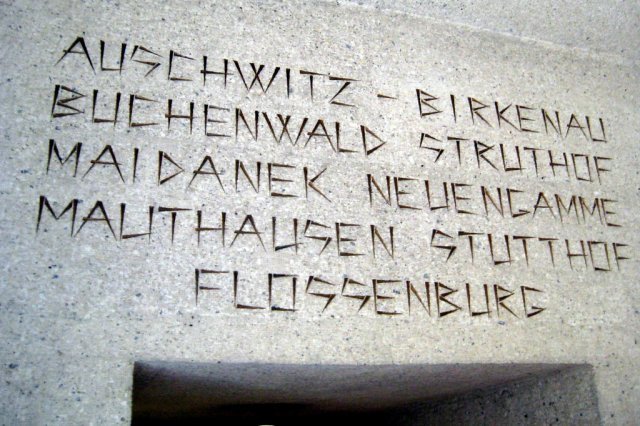 AUSCHWITZ - BIRKENAU
BUCHENWALD STRUTHOF
MAIDANEK NEUENGAMME
MAUTHAUSEN STUTTHOF
FLOSSENBURG